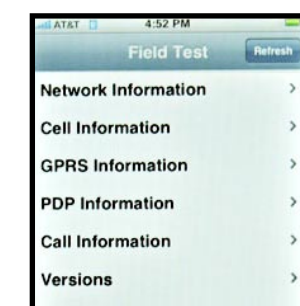 AT&T 4:52 PM
Field Test Refresh
Network Information
Cell Information
GPRS Information
PDP Information
Call Information
Versions